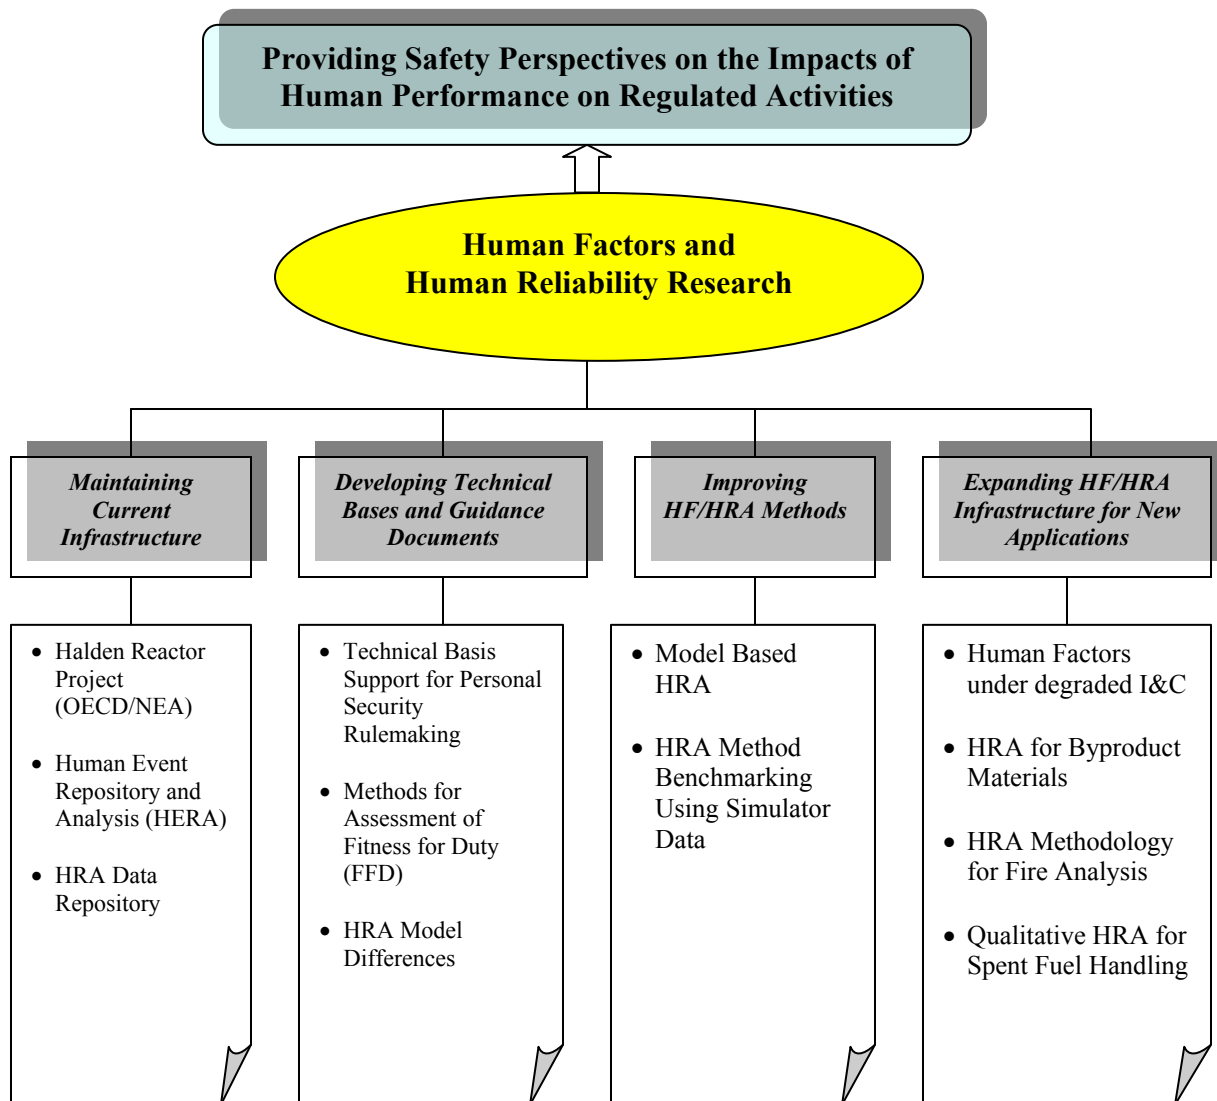 Providing Safety Perspectives on the Impacts of
Human Performance on Regulated Activities
Human Factors and
Human Reliability Research
Maintaining
Current
Infrastructure
Developing Technical
Bases and Guidance
Documents
Improving
HF/HRA Methods
Expanding HF/HRA
Infrastructure for New
Applications
• Halden Reactor
Project
(OECD/NEA)
• Human Event
Repository and
Analysis (HERA)
• HRA Data
Repository
• Technical Basis
Support for Personal
Security
Rulemaking
• Methods for
Assessment of
Fitness for Duty
(FFD)
• HRA Model
Differences
• Model Based
HRA
• HRA Method
Benchmarking
Using Simulator
Data
• Human Factors
under degraded I&C
• HRA for Byproduct
Materials
• HRA Methodology
for Fire Analysis
• Qualitative HRA for
Spent Fuel Handling